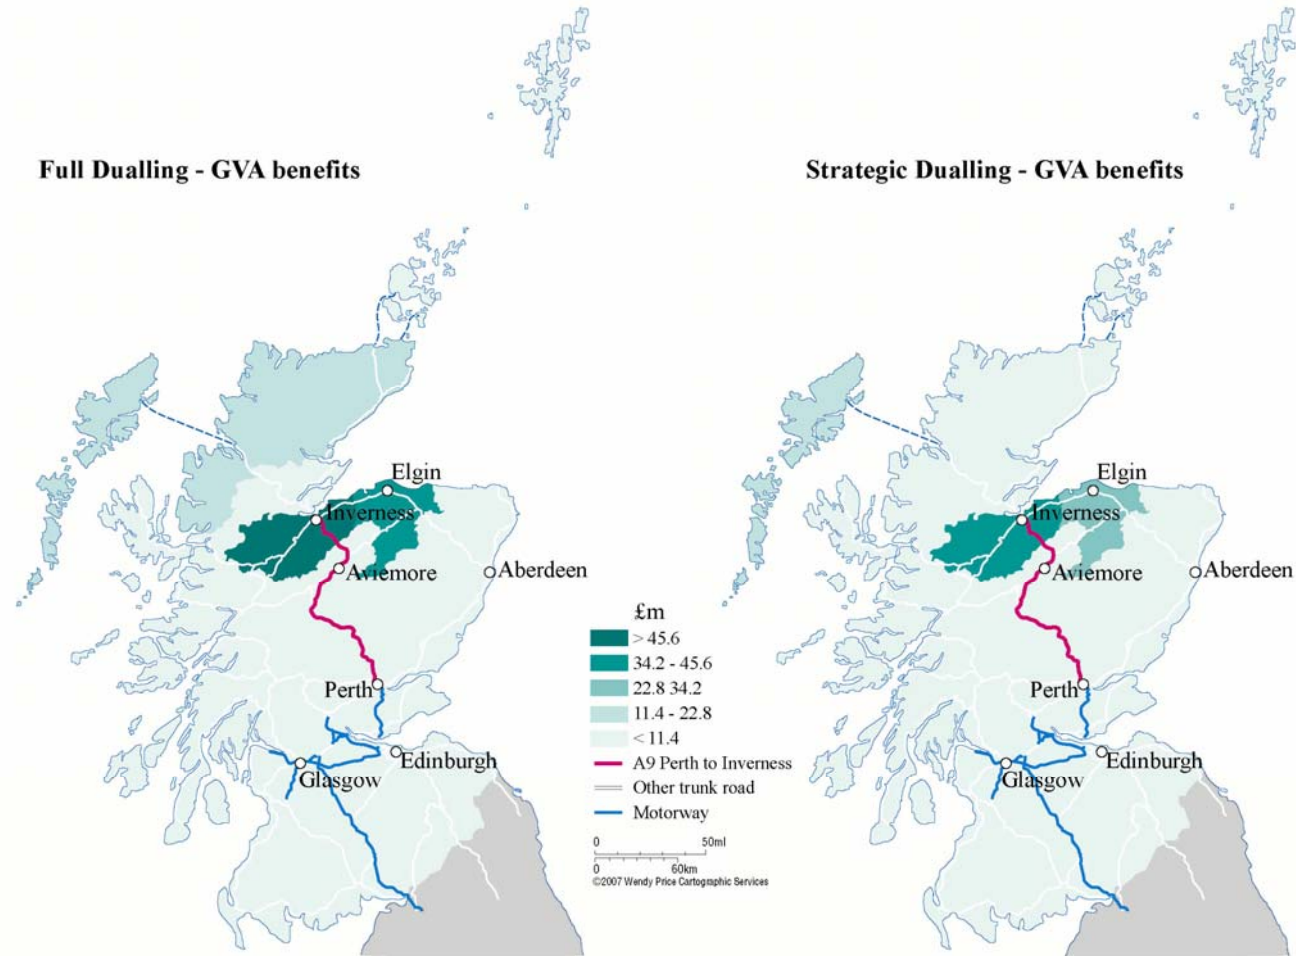 Full Dualling - GVA benefits
Strategic Dualling - GVA benefits
Elgin
Inverness
Aviemore
Aberdeen
Perth
Edinburgh
Glasgow
£m
> 45.6
34.2 - 45.6
22.8 34.2
11.4 - 22.8
< 11.4
A9 Perth to Inverness
Other trunk road
Motorway
0 50ml
0 60km
©2007 Wendy Price Cartographic Services
Elgin
Inverness
Aviemore
Aberdeen
Perth
Edinburgh
Glasgow